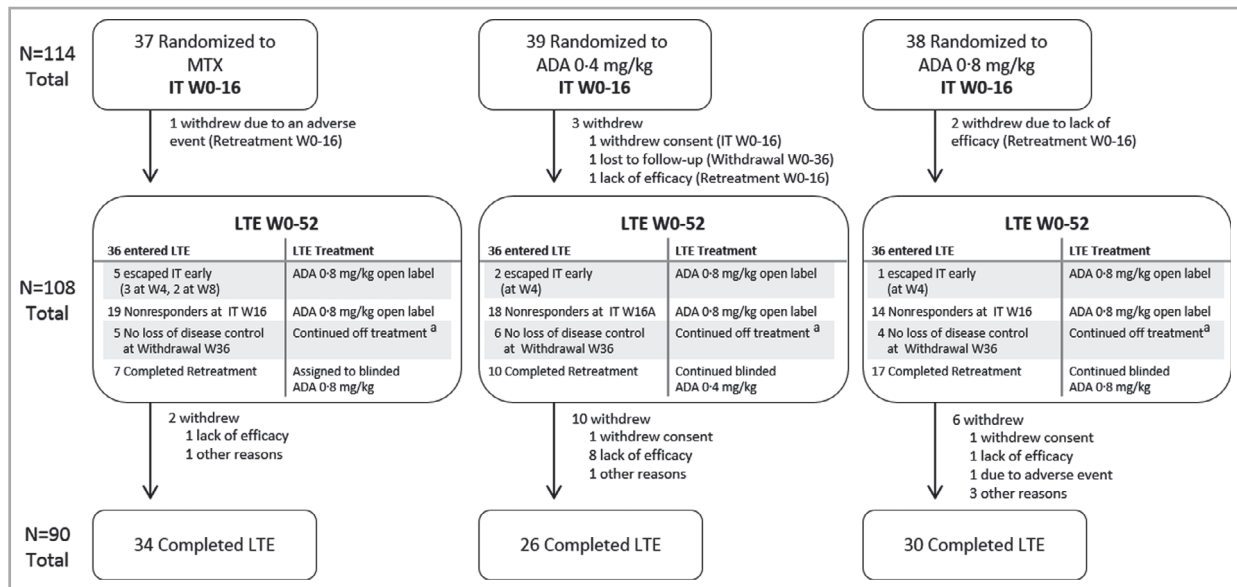 N=114
Total
37 Randomized to
MTX
IT W0-16
39 Randomized to
ADA 0·4 mg/kg
IT W0-16
38 Randomized to
ADA 0·8 mg/kg
IT W0-16
1 withdrew due to an adverse
event (Retreatment W0-16)
3 withdrew
1 withdrew consent (IT W0-16)
1 lost to follow-up (Withdrawal W0-36)
1 lack of efficacy (Retreatment W0-16)
2 withdrew due to lack of
efficacy (Retreatment W0-16)
N=108
Total
LTE W0-52
36 entered LTE LTE Treatment
5 escaped IT early ADA 0·8 mg/kg open label
(3 at W4, 2 at W8)
19 Nonresponders at IT W16 ADA 0·8 mg/kg open label
5 No loss of disease control Continued off treatment a
at Withdrawal W36
7 Completed Retreatment Assigned to blinded
ADA 0·8 mg/kg
LTE W0-52
36 entered LTE LTE Treatment
2 escaped IT early ADA 0·8 mg/kg open label
(at W4)
18 Nonresponders at IT W16A ADA 0·8 mg/kg open label
6 No loss of disease control Continued off treatment a
at Withdrawal W36
10 Completed Retreatment Continued blinded
ADA 0·4 mg/kg
LTE W0-52
36 entered LTE LTE Treatment
1 escaped IT early ADA 0·8 mg/kg open label
(at W4)
14 Nonresponders at IT W16 ADA 0·8 mg/kg open label
4 No loss of disease control Continued off treatment a
at Withdrawal W36
17 Completed Retreatment Continued blinded
ADA 0·8 mg/kg
2 withdrew
1 lack of efficacy
1 other reasons
10 withdrew
1 withdrew consent
8 lack of efficacy
1 other reasons
6 withdrew
1 withdrew consent
1 lack of efficacy
1 due to adverse event
3 other reasons
N=90
Total
34 Completed LTE
26 Completed LTE
30 Completed LTE